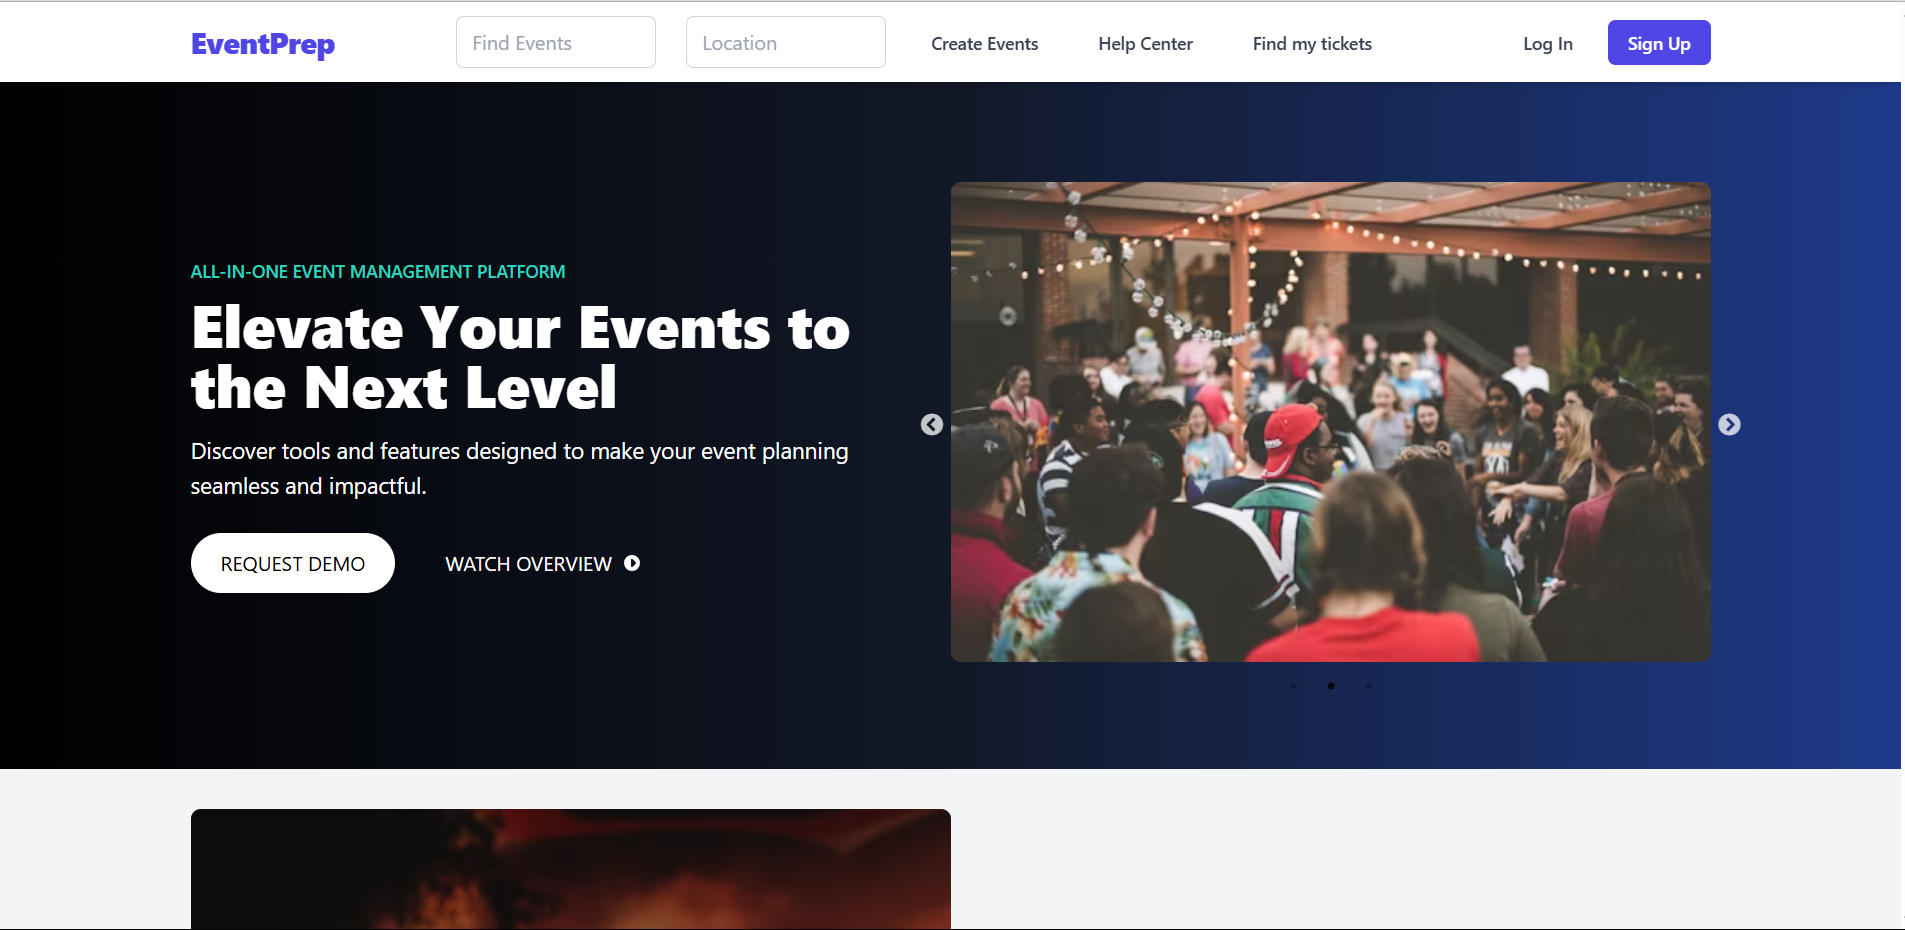 EventPrep
Find Events
Location
Create Events
Help Center
Find my tickets
Log In
Sign Up
ALL-IN-ONE EVENT MANAGEMENT PLATFORM
Elevate Your Events to
the Next Level
Discover tools and features designed to make your event planning
seamless and impactful.
REQUEST DEMO
WATCH OVERVIEW